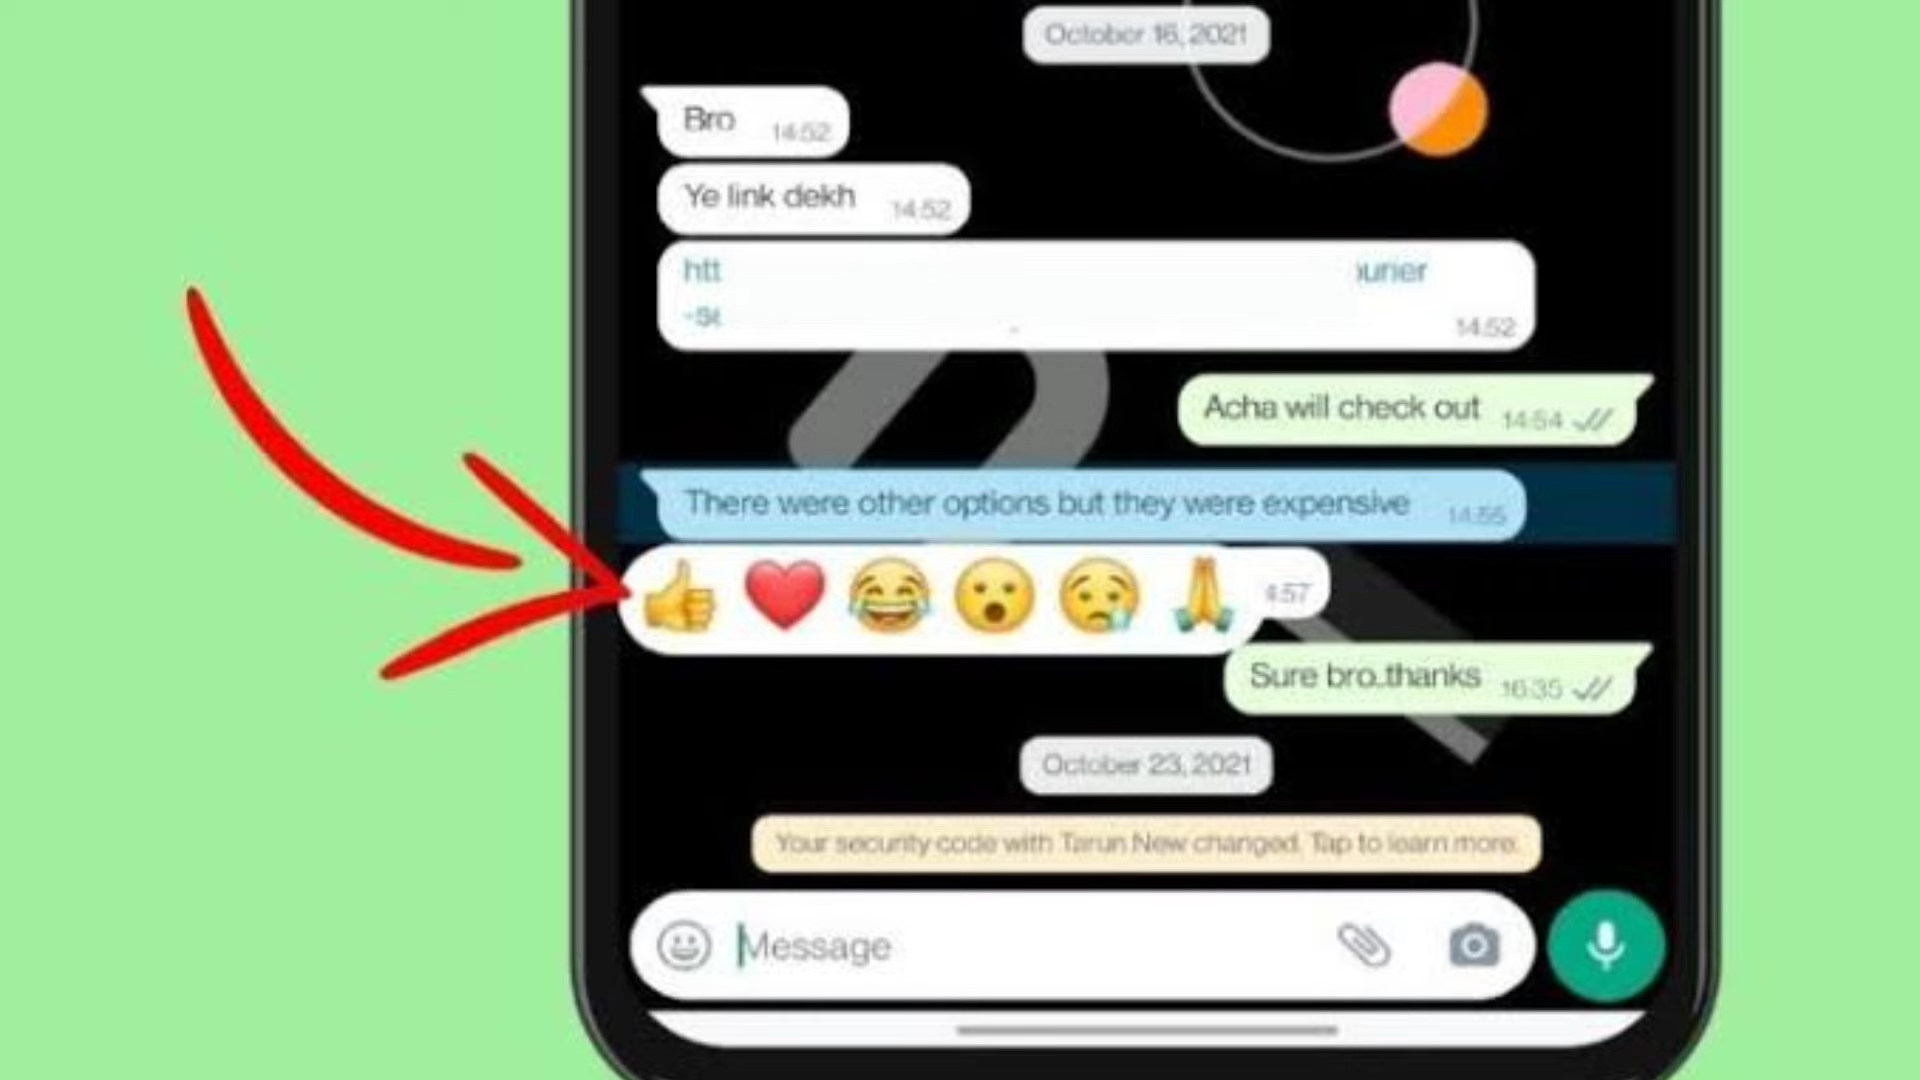 October 16, 2021
Bro 14:52
Ye link dekh 14:52
htt
14:52
Acha will check out 14:54
There were other options but they were expensive 14:55
4:57
Sure bro..thanks 16:35
October 23, 2021
Your security code with Tarun New changed. Tap to learn more.
Message